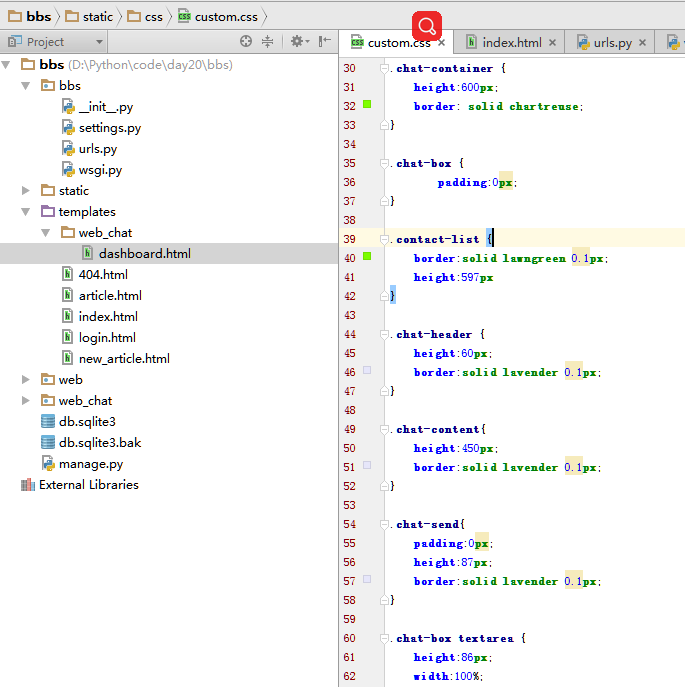 bbs static css custom.css
Project
custom.css index.html urls.py
bbs (D:\Python\code\day20\bbs)
bbs
__init__.py
settings.py
urls.py
wsgi.py
static
templates
web_chat
dashboard.html
404.html
article.html
index.html
login.html
new_article.html
web
web_chat
db.sqlite3
db.sqlite3.bak
manage.py
External Libraries
30 .chat-container {
31 height:600px;
32 border: solid chartreuse;
33 }
34
35 .chat-box {
36 padding:0px;
37 }
38
39 .contact-list {
40 border:solid lawngreen 0.1px;
41 height:597px
42 }
43
44 .chat-header {
45 height:60px;
46 border:solid lavender 0.1px;
47 }
48
49 .chat-content{
50 height:450px;
51 border:solid lavender 0.1px;
52 }
53
54 .chat-send{
55 padding:0px;
56 height:87px;
57 border:solid lavender 0.1px;
58 }
59
60 .chat-box textarea {
61 height:86px;
62 width:100%;